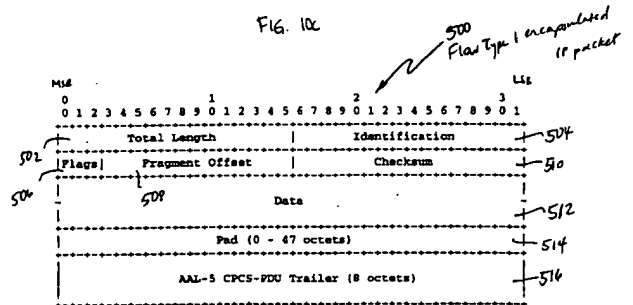 FIG. 10c
500
Flow Type 1 encapsulated
IP packet
MSB
LSB
0 1 2 3
0 1 2 3 4 5 6 7 8 9 0 1 2 3 4 5 6 7 8 9 0 1 2 3 4 5 6 7 8 9 0 1
Total Length | Identification
502
504
|Flags| Fragment Offset | Checksum
506
508
510
Data
512
Pad (0 - 47 octets)
514
AAL-5 CPCS-PDU Trailer (8 octets)
516